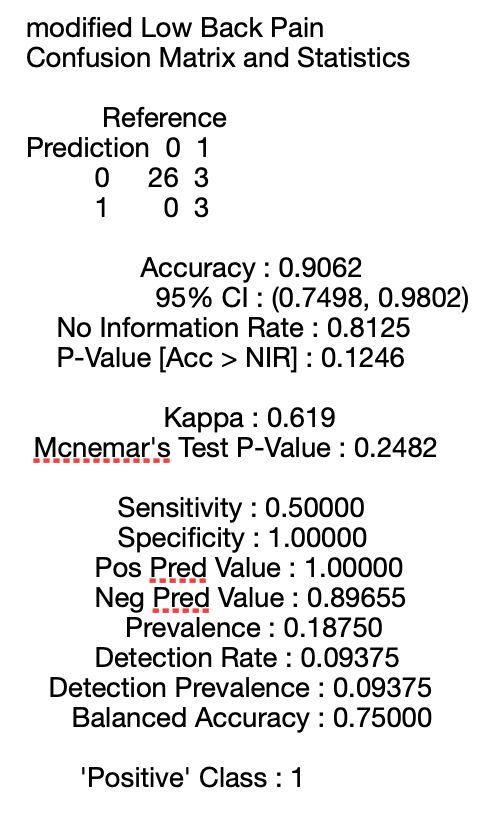 modified Low Back Pain
Confusion Matrix and Statistics
Reference
Prediction 0 1
0 26 3
1 0 3
Accuracy : 0.9062
95% CI : (0.7498, 0.9802)
No Information Rate : 0.8125
P-Value [Acc > NIR] : 0.1246
Kappa : 0.619
Mcnemar's Test P-Value : 0.2482
Sensitivity : 0.50000
Specificity : 1.00000
Pos Pred Value : 1.00000
Neg Pred Value : 0.89655
Prevalence : 0.18750
Detection Rate : 0.09375
Detection Prevalence : 0.09375
Balanced Accuracy : 0.75000
'Positive' Class : 1